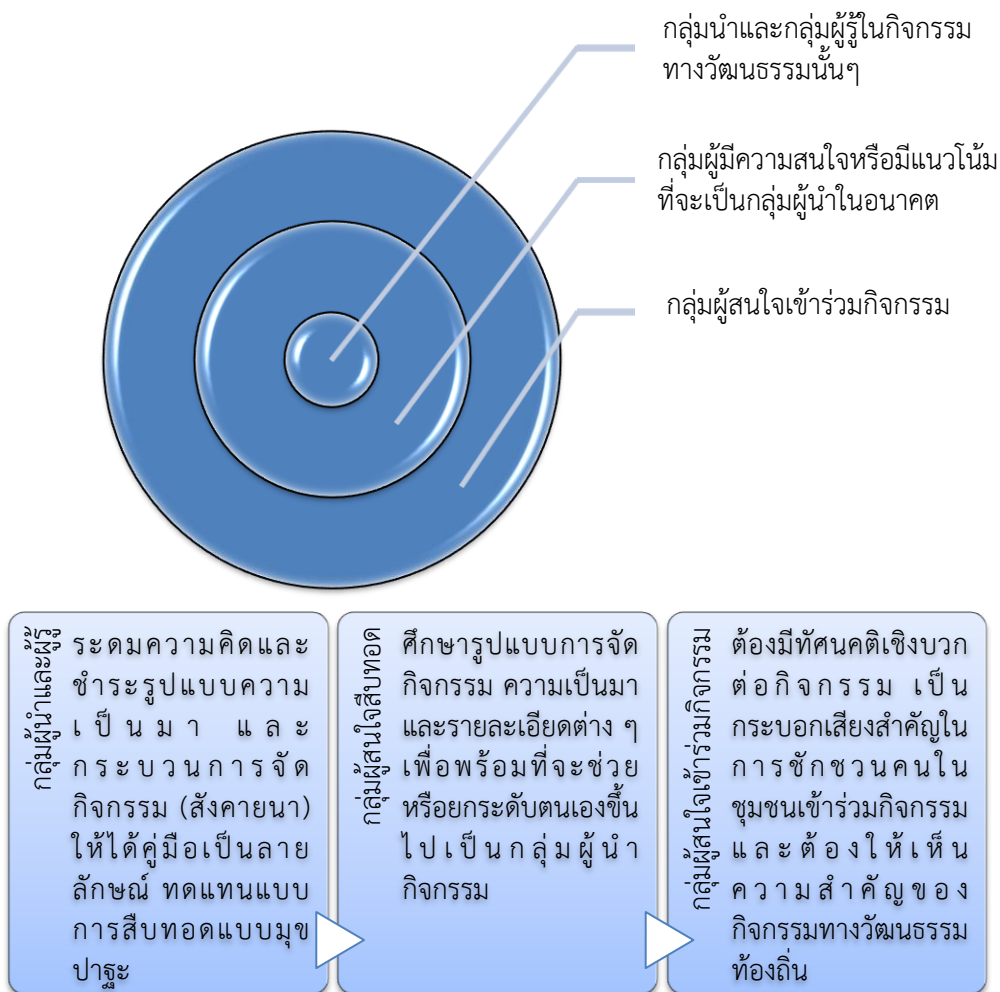 กลุ่มนำและกลุ่มผู้รู้ในกิจกรรม
ทางวัฒนธรรมนั้นๆ
กลุ่มผู้มีความสนใจหรือมีแนวโน้ม
ที่จะเป็นกลุ่มผู้นำในอนาคต
กลุ่มผู้สนใจเข้าร่วมกิจกรรม
กลุ่มผู้นำและผู้รู้
ระดมความคิดและ
ชำระรูปแบบความ
เป็นมา และ
กระบวนการจัด
กิจกรรม (สังคายนา)
ให้ได้คู่มือเป็นลาย
ลักษณ์ ทดแทนแบบ
การสืบทอดแบบมุข
ปาฐะ
กลุ่มผู้สนใจสืบทอด
ศึกษารูปแบบการจัด
กิจกรรม ความเป็นมา
และรายละเอียดต่าง ๆ
เพื่อพร้อมที่จะช่วย
หรือยกระดับตนเองขึ้น
ไปเป็นกลุ่มผู้นำ
กิจกรรม
กลุ่มผู้สนใจเข้าร่วมกิจกรรม
ต้องมีทัศนคติเชิงบวก
ต่อกิจกรรม เป็น
กระบอกเสียงสำคัญใน
การชักชวนคนใน
ชุมชนเข้าร่วมกิจกรรม
และต้องให้เห็น
ความสำคัญของ
กิจกรรมทางวัฒนธรรม
ท้องถิ่น